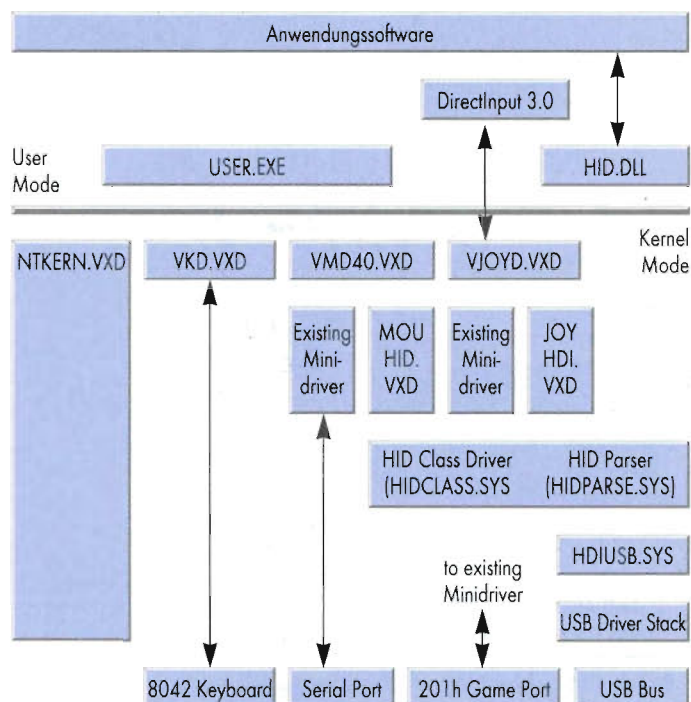 Anwendungssoftware
DirectInput 3.0
User
Mode
USER.EXE
HID.DLL
Kernel
Mode
NTKERN.VXD
VKD.VXD
VMD40.VXD
VJOYD.VXD
Existing
Mini-
driver
MOU
HID.
VXD
Existing
Mini-
driver
JOY
HDI.
VXD
HID Class Driver
(HIDCLASS.SYS
HID Parser
(HIDPARSE.SYS)
HDIUSB.SYS
to existing
Minidriver
USB Driver Stack
8042 Keyboard
Serial Port
201h Game Port
USB Bus